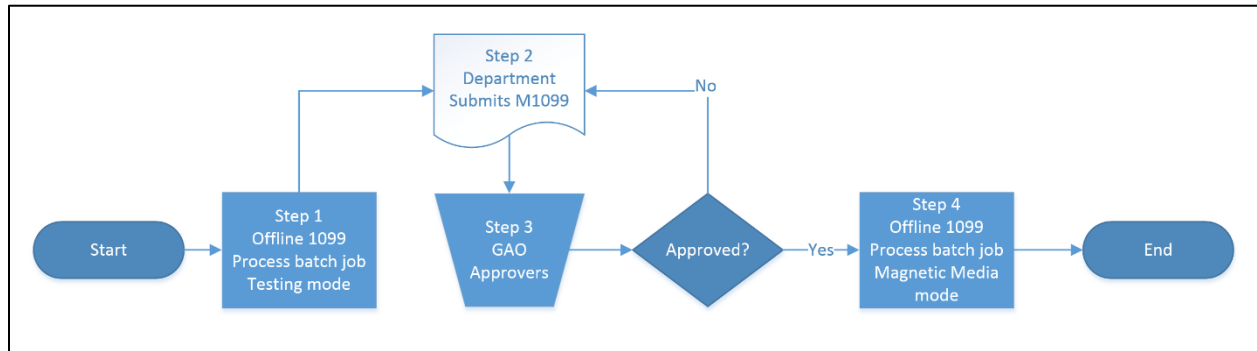 Start
Step 1
Offline 1099
Process batch job
Testing mode
Step 2
Department
Submits M1099
Step 3
GAO
Approvers
Approved?
No
Yes
Step 4
Offline 1099
Process batch job
Magnetic Media
mode
End